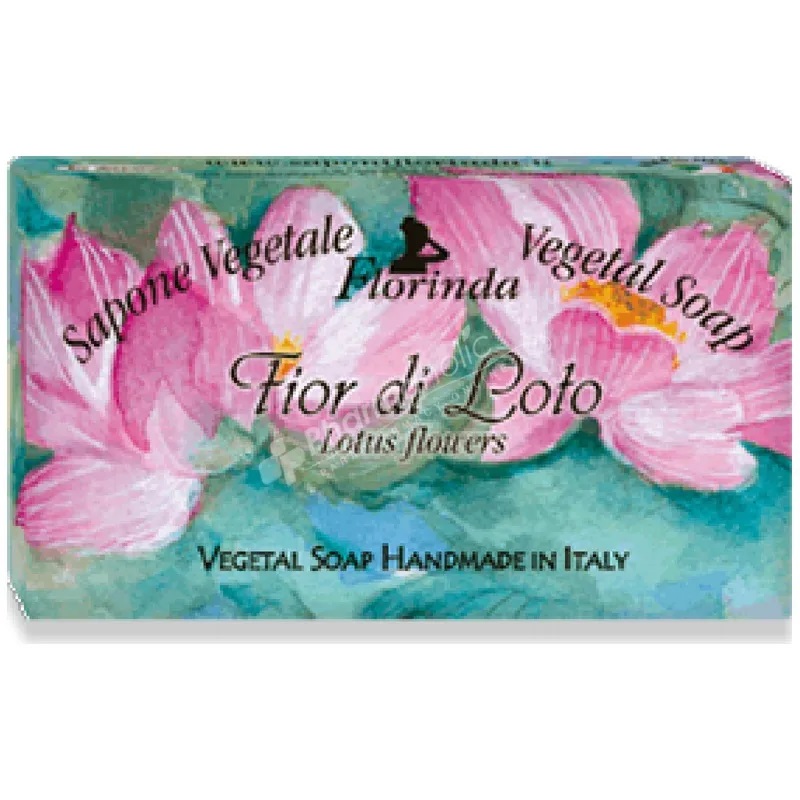 Sapone Vegetale
Florinda
Vegetal Soap
Fior di Loto
Lotus flowers
VEGETAL SOAP HANDMADE IN ITALY